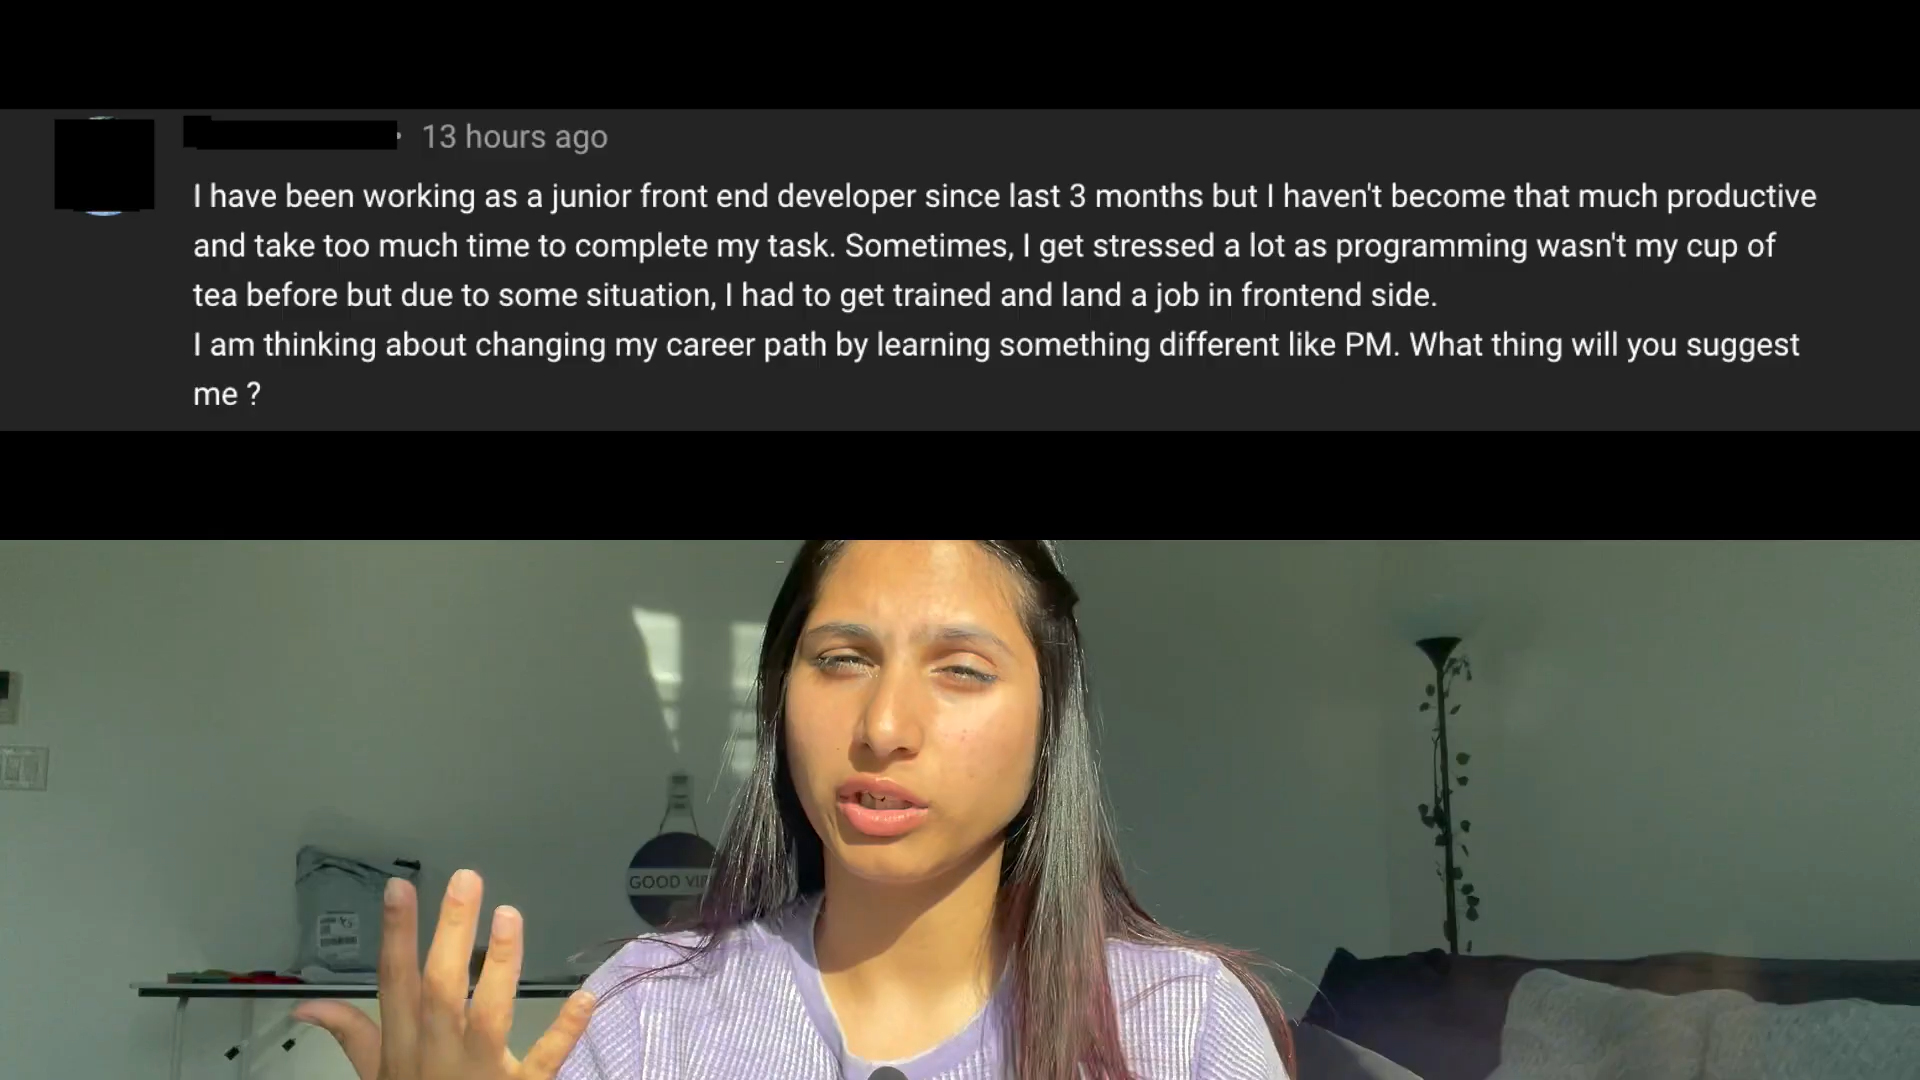 13 hours ago
I have been working as a junior front end developer since last 3 months but I haven't become that much productive
and take too much time to complete my task. Sometimes, I get stressed a lot as programming wasn't my cup of
tea before but due to some situation, I had to get trained and land a job in frontend side.
I am thinking about changing my career path by learning something different like PM. What thing will you suggest
me ?
GOOD